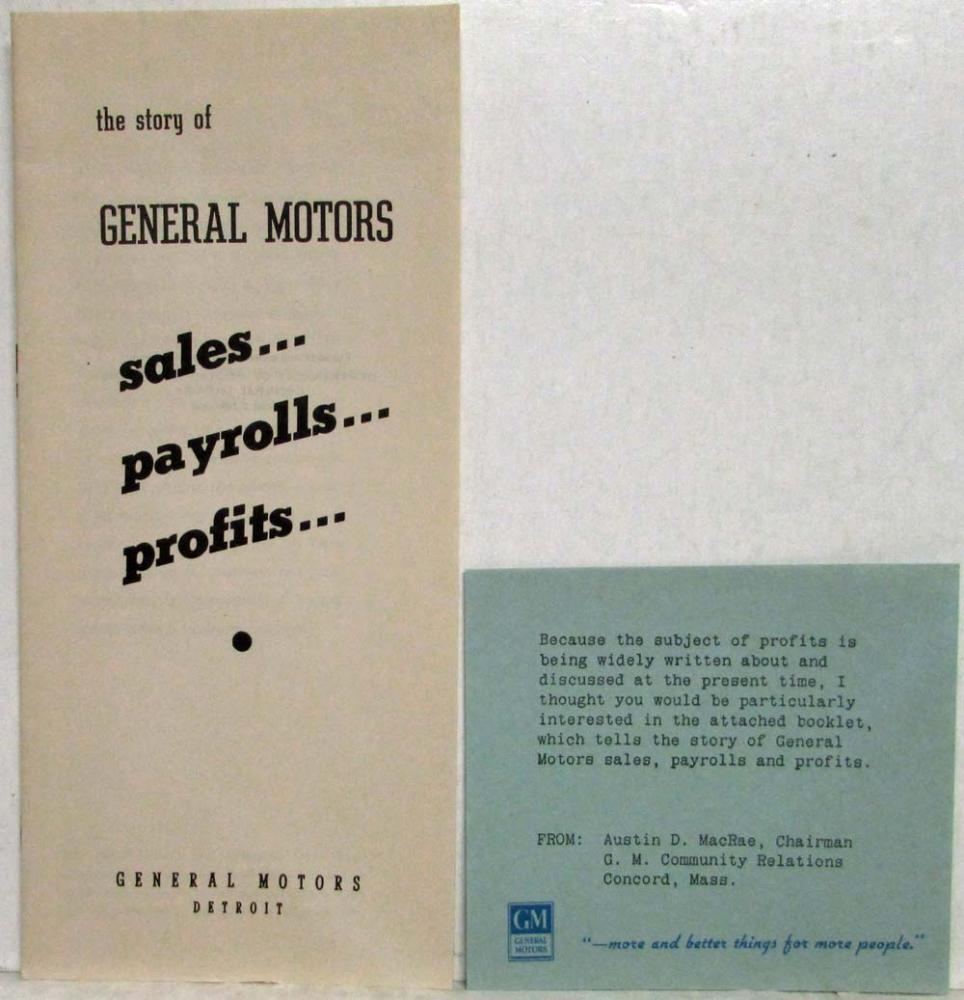 the story of
GENERAL MOTORS
sales...
payrolls...
profits...
GENERAL MOTORS
DETROIT
Because the subject of profits is
being widely written about and
discussed at the present time, I
thought you would be particularly
interested in the attached booklet,
which tells the story of General
Motors sales, payrolls and profits.
FROM: Austin D. MacRae, Chairman
G. M. Community Relations
Concord, Mass.
GM
GENERAL
MOTORS
"—more and better things for more people."